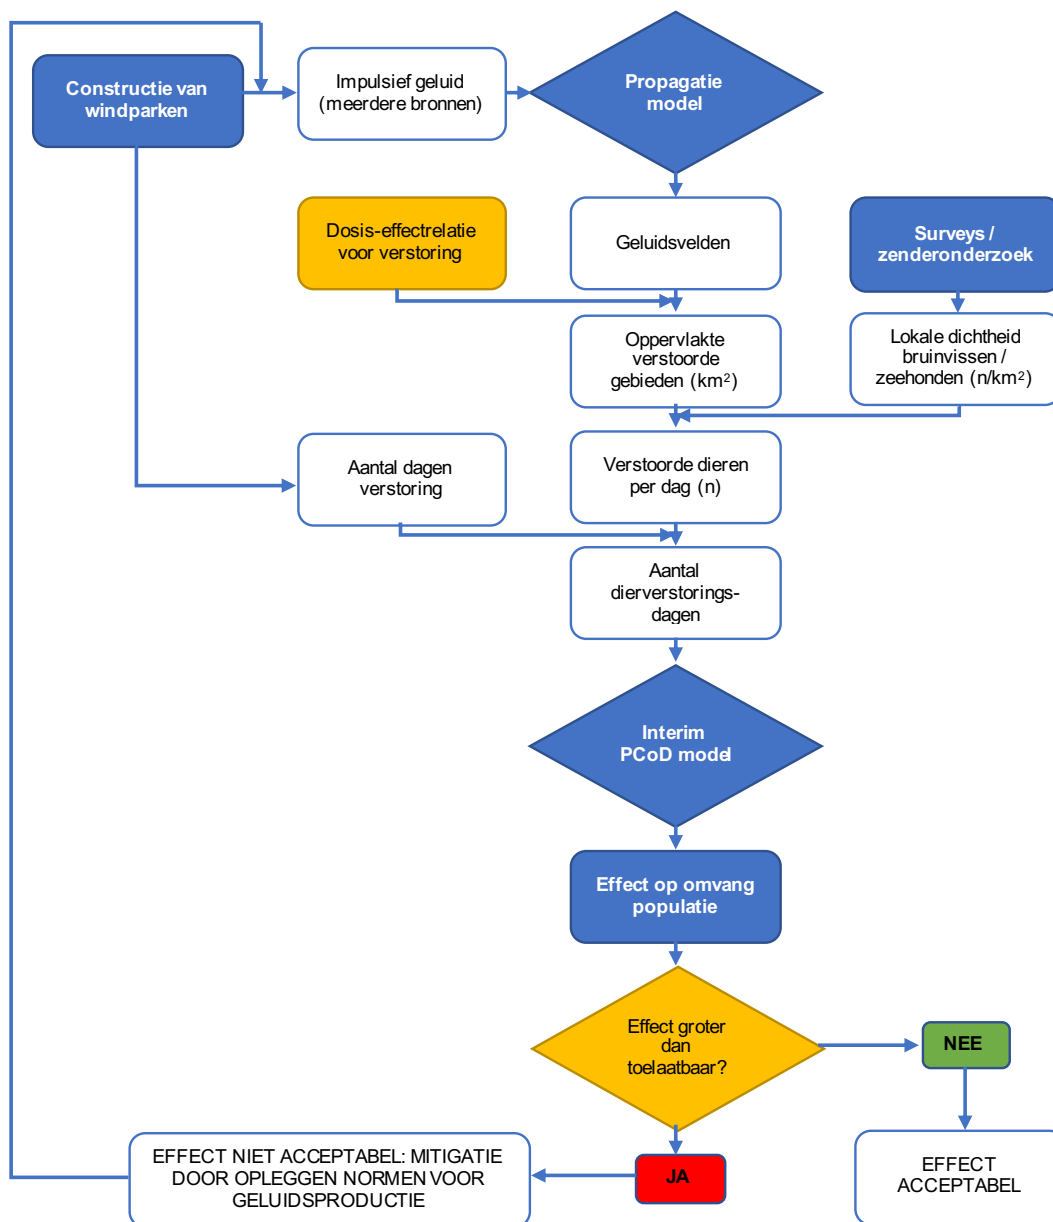 Constructie van
windparken
Impulsief geluid
(meerdere bronnen)
Propagatie
model
Dosis-effectrelatie
voor verstoring
Geluidsvelden
Surveys /
zenderonderzoek
Oppervlakte
verstoorde
gebieden (km²)
Lokale dichtheid
bruinvissen /
zeehonden (n/km²)
Aantal dagen
verstoring
Verstoorde dieren
per dag (n)
Aantal
dierverstorings-
dagen
Interim
PCoD model
Effect op omvang
populatie
Effect groter
dan
toelaatbaar?
NEE
JA
EFFECT NIET ACCEPTABEL: MITIGATIE
DOOR OPLEGGEN NORMEN VOOR
GELUIDSPRODUCTIE
EFFECT
ACCEPTABEL